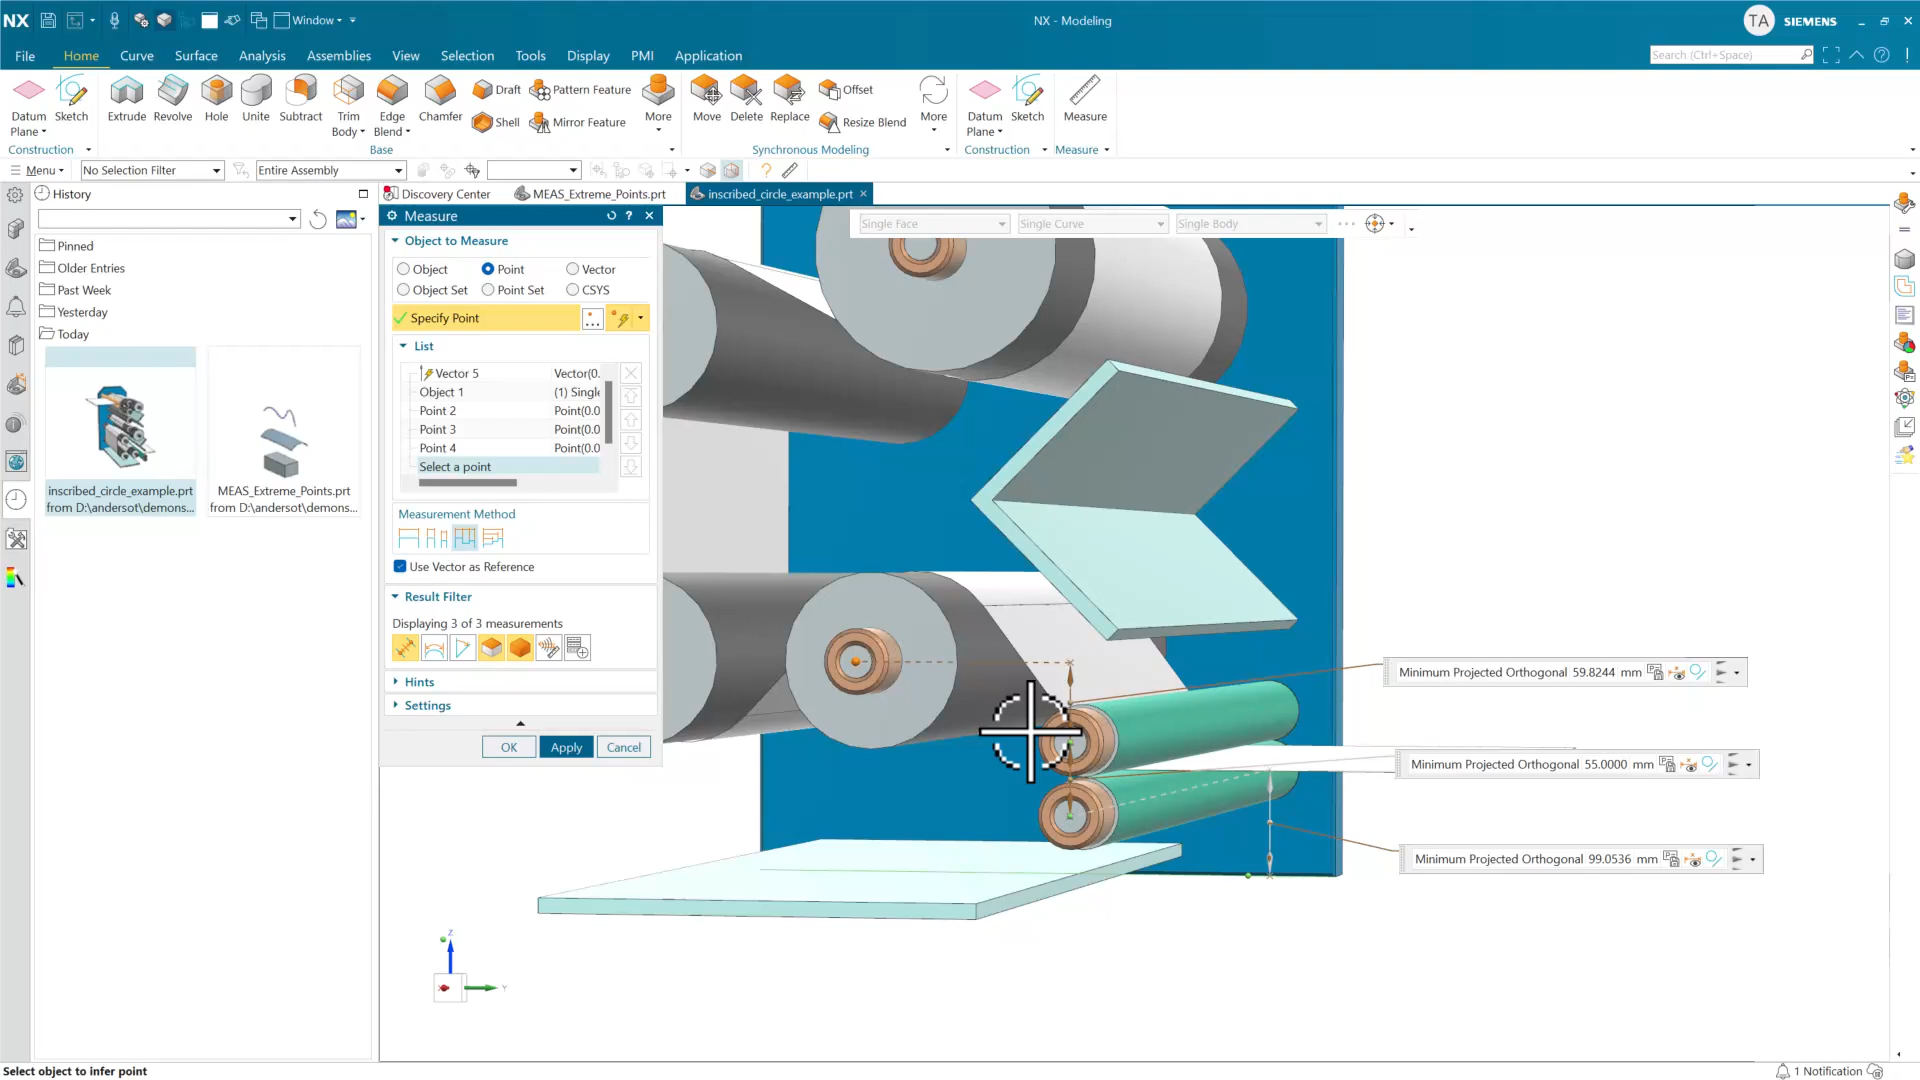 NX
Window
NX - Modeling
TA
SIEMENS
File
Home
Curve
Surface
Analysis
Assemblies
View
Selection
Tools
Display
PMI
Application
Search (Ctrl+Space)
Datum
Plane
Sketch
Construction
Extrude
Revolve
Hole
Unite
Subtract
Trim
Body
Edge
Blend
Chamfer
Draft
Shell
Pattern Feature
Mirror Feature
More
Base
Move
Delete
Replace
Offset
Resize Blend
More
Synchronous Modeling
Datum
Plane
Sketch
Construction
Measure
Measure
Menu
No Selection Filter
Entire Assembly
History
Discovery Center
MEAS_Extreme_Points.prt
inscribed_circle_example.prt
Pinned
Older Entries
Past Week
Yesterday
Today
inscribed_circle_example.prt
from D:\andersot\demons...
MEAS_Extreme_Points.prt
from D:\andersot\demons...
Measure
Object to Measure
Object
Point
Vector
Object Set
Point Set
CSYS
Specify Point
List
Vector 5 Vector(0.
Object 1 (1) Single
Point 2 Point(0.0
Point 3 Point(0.0
Point 4 Point(0.0
Select a point
Measurement Method
Use Vector as Reference
Result Filter
Displaying 3 of 3 measurements
Hints
Settings
OK
Apply
Cancel
Single Face
Single Curve
Single Body
Minimum Projected Orthogonal 59.8244 mm
Minimum Projected Orthogonal 55.0000 mm
Minimum Projected Orthogonal 99.0536 mm
Z
Y
Select object to infer point
1 Notification